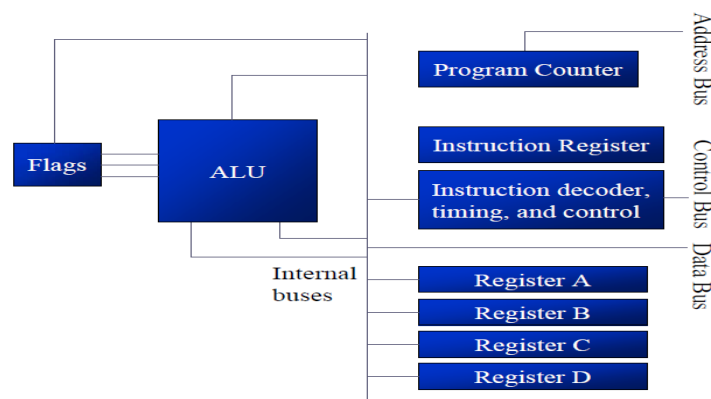 Address Bus
Program Counter
Instruction Register
Flags
ALU
Instruction decoder,
timing, and control
Control Bus
Internal
buses
Data Bus
Register A
Register B
Register C
Register D